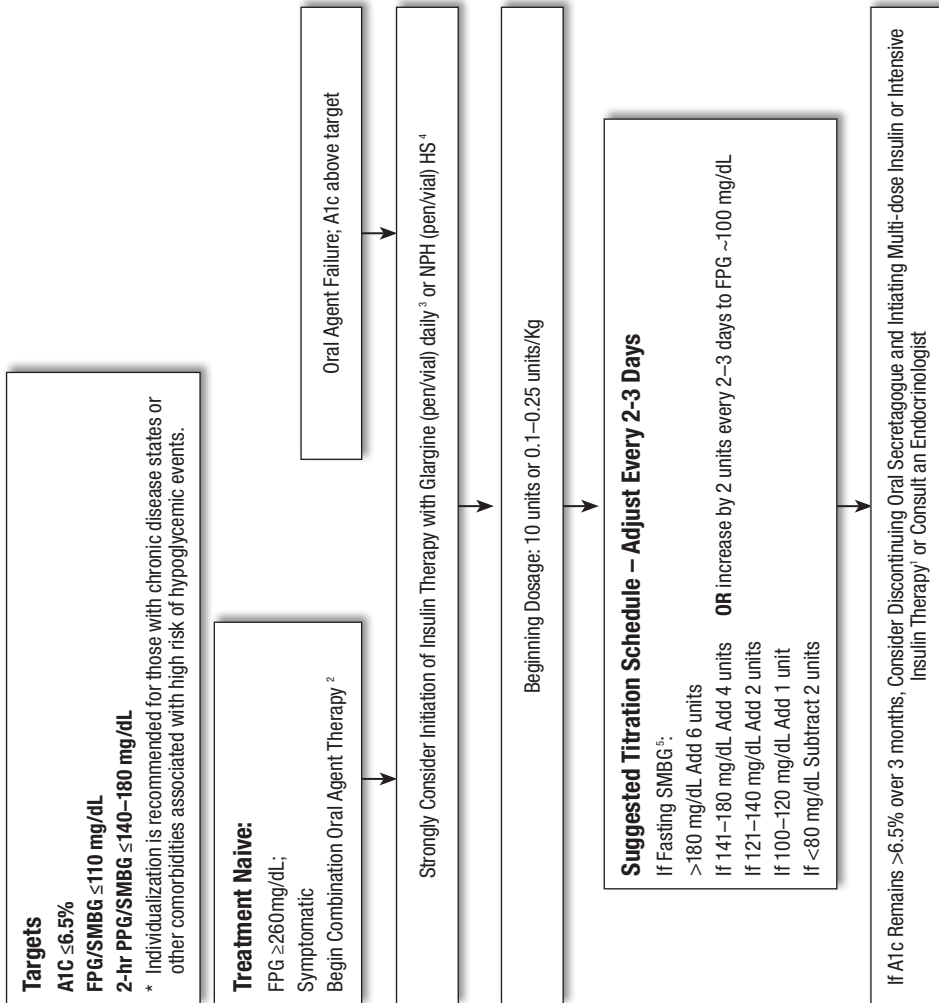 Targets
A1C ≤6.5%
FPG/SMBG ≤110 mg/dL
2-hr PPG/SMBG ≤140–180 mg/dL
* Individualization is recommended for those with chronic disease states or
other comorbidities associated with high risk of hypoglycemic events.
Treatment Naive:
FPG ≥260mg/dL;
Symptomatic
Begin Combination Oral Agent Therapy 2
Oral Agent Failure; A1c above target
Strongly Consider Initiation of Insulin Therapy with Glargine (pen/vial) daily 3 or NPH (pen/vial) HS 4
Beginning Dosage: 10 units or 0.1–0.25 units/Kg
Suggested Titration Schedule – Adjust Every 2-3 Days
If Fasting SMBG 5:
>180 mg/dL Add 6 units
If 141–180 mg/dL Add 4 units OR increase by 2 units every 2–3 days to FPG ~100 mg/dL
If 121–140 mg/dL Add 2 units
If 100–120 mg/dL Add 1 unit
If <80 mg/dL Subtract 2 units
If A1c Remains >6.5% over 3 months, Consider Discontinuing Oral Secretagogue and Intiating Multi-dose Insulin or Intensive
Insulin Therapy1 or Consult an Endocrinologist